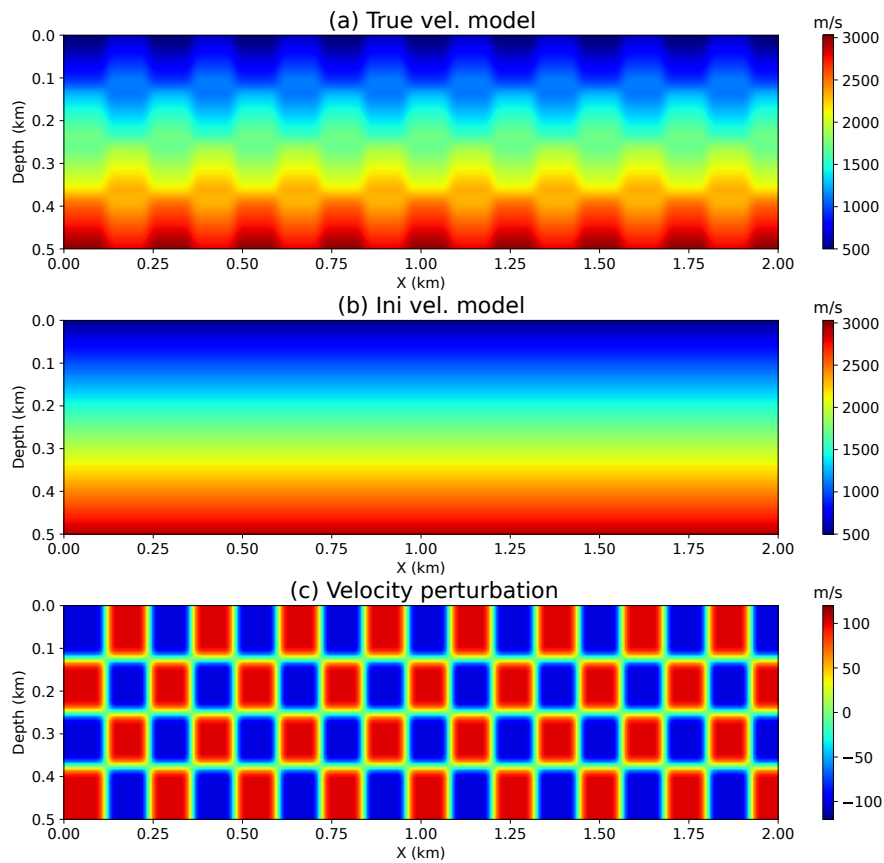 (a) True vel. model
m/s
0.0
0.1
0.2
0.3
0.4
0.5
Depth (km)
0.00 0.25 0.50 0.75 1.00 1.25 1.50 1.75 2.00
X (km)
3000
2500
2000
1500
1000
500
(b) Ini vel. model
m/s
0.0
0.1
0.2
0.3
0.4
0.5
Depth (km)
0.00 0.25 0.50 0.75 1.00 1.25 1.50 1.75 2.00
X (km)
3000
2500
2000
1500
1000
500
(c) Velocity perturbation
m/s
0.0
0.1
0.2
0.3
0.4
0.5
Depth (km)
0.00 0.25 0.50 0.75 1.00 1.25 1.50 1.75 2.00
X (km)
100
50
0
−50
−100